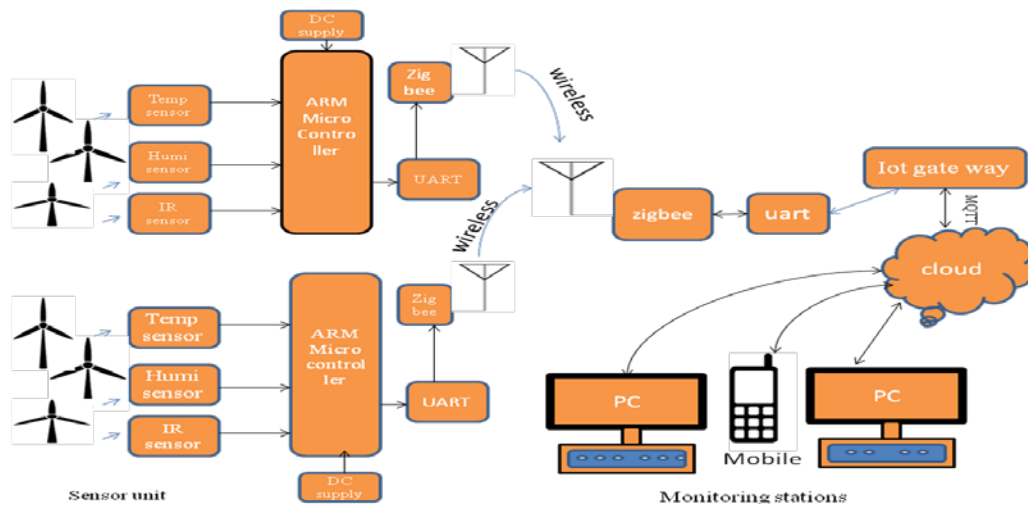 DC
supply
Temp
sensor
Humi
sensor
IR
sensor
ARM
Micro
Contro
ller
Zig
bee
UART
wireless
wireless
zigbee
uart
Iot gate way
MQTT
cloud
Temp
sensor
Humi
sensor
IR
sensor
ARM
Micro
control
ler
Zig
bee
UART
DC
supply
PC
Mobile
PC
Sensor unit
Monitoring stations